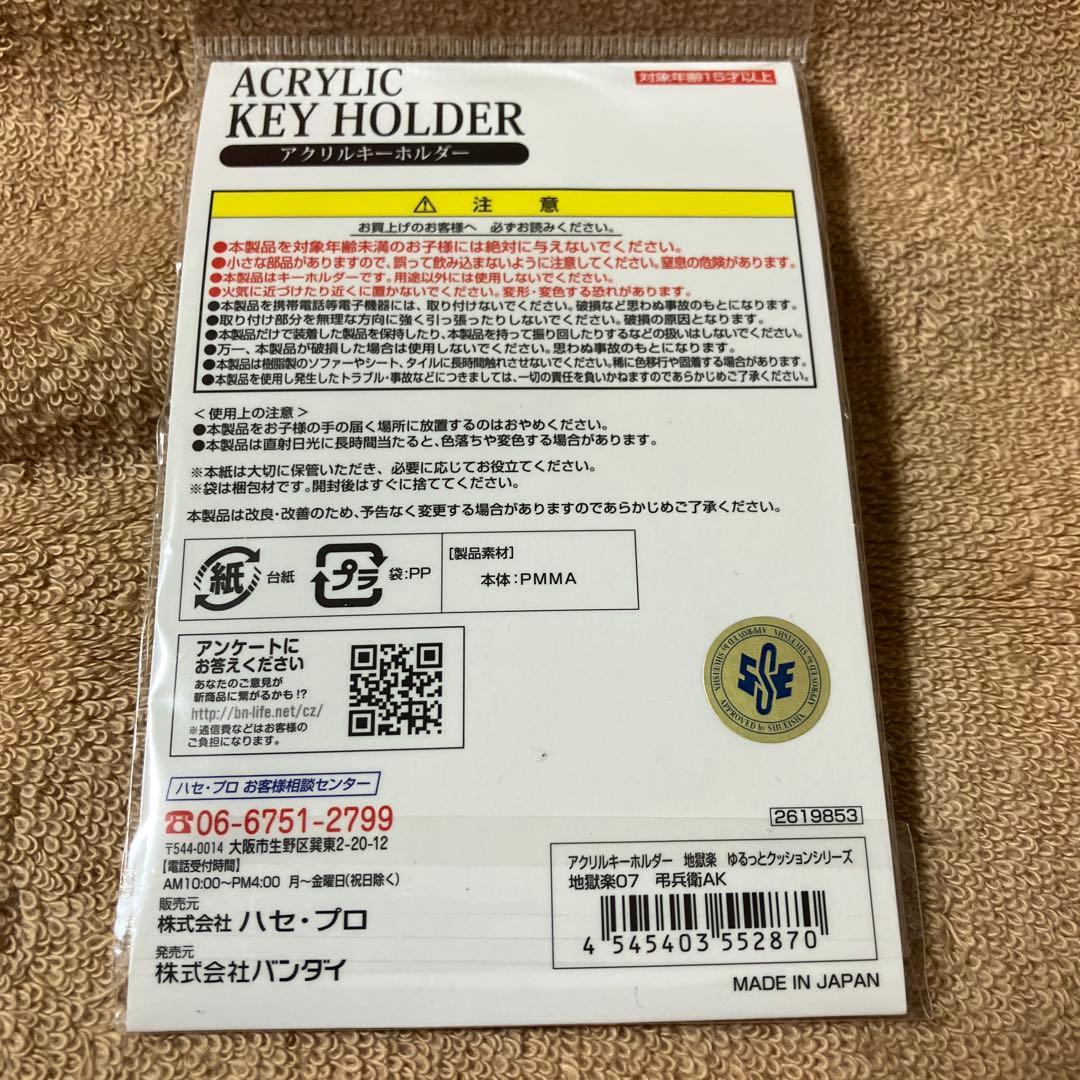 ACRYLIC
KEY HOLDER
アクリルキーホルダー
対象年齢15才以上
注 意
お買上げのお客様へ 必ずお読みください。
●本製品を対象年齢未満のお子様には絶対に与えないでください。
●小さな部品がありますので、誤って飲み込まないように注意してください。窒息の危険があります。
●本製品はキーホルダーです。用途以外には使用しないでください。
●火気に近づけたり近くに置かないでください。変形・変色する恐れがあります。
●本製品を携帯電話等電子機器には、取り付けないでください。破損など思わぬ事故のもとになります。
●取り付け部分を無理な方向に強く引っ張ったりしないでください。破損の原因となります。
●本製品だけで装着した製品を保持したり、本製品を持って振り回したりするなどの扱いはしないでください。
●万一、本製品が破損した場合は使用しないでください。思わぬ事故のもとになります。
●本製品は樹脂製のソファーやシート、タイルに長時間触れさせないでください。稀に色移行や固着する場合があります。
●本製品を使用し発生したトラブル・事故などにつきましては、一切の責任を負いかねますのであらかじめご了承ください。
＜使用上の注意＞
●本製品をお子様の手の届く場所に放置するのはおやめください。
●本製品は直射日光に長時間当たると、色落ちや変色する場合があります。
※本紙は大切に保管いただき、必要に応じてお役立てください。
※袋は梱包材です。開封後はすぐに捨ててください。
本製品は改良・改善のため、予告なく変更する場合がありますのであらかじめご了承ください。
紙 台紙
プラ 袋:PP
[製品素材]
本体:PMMA
アンケートに
お答えください
あなたのご意見が
新商品に繋がるかも!?
http://bn-life.net/cz/
※通信費などはお客様の
ご負担になります。
APPROVED by SHUEISHA
APPROVED by SHUEISHA
APPROVED by SHUEISHA
SE
ハセ・プロ お客様相談センター
☎06-6751-2799
〒544-0014 大阪市生野区巽東2-20-12
【電話受付時間】
AM10:00〜PM4:00 月〜金曜日(祝日除く)
販売元
株式会社 ハセ・プロ
発売元
株式会社バンダイ
2619853
アクリルキーホルダー 地獄楽 ゆるっとクッションシリーズ
地獄楽07 弔兵衛AK
4 545403 552870
MADE IN JAPAN